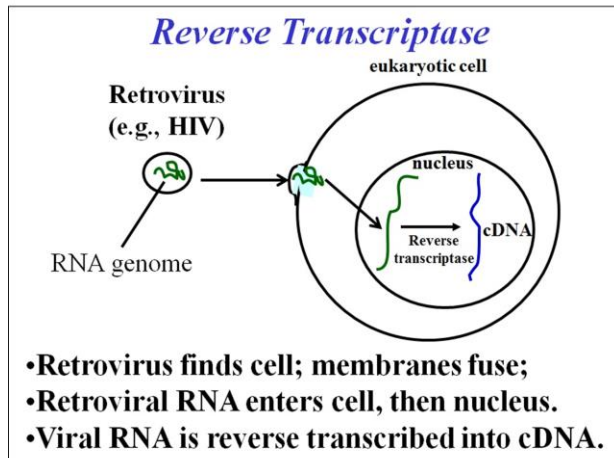 Reverse Transcriptase
eukaryotic cell
Retrovirus
(e.g., HIV)
nucleus
cDNA
Reverse
transcriptase
RNA genome
•Retrovirus finds cell; membranes fuse;
•Retroviral RNA enters cell, then nucleus.
•Viral RNA is reverse transcribed into cDNA.